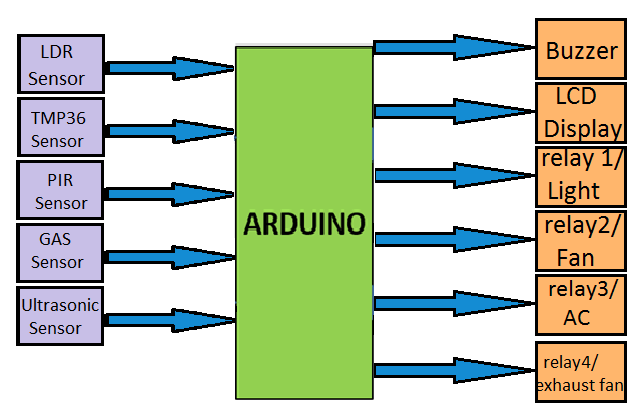 LDR
Sensor
TMP36
Sensor
PIR
Sensor
GAS
Sensor
Ultrasonic
Sensor
ARDUINO
Buzzer
LCD
Display
relay 1/
Light
relay2/
Fan
relay3/
AC
relay4/
exhaust fan